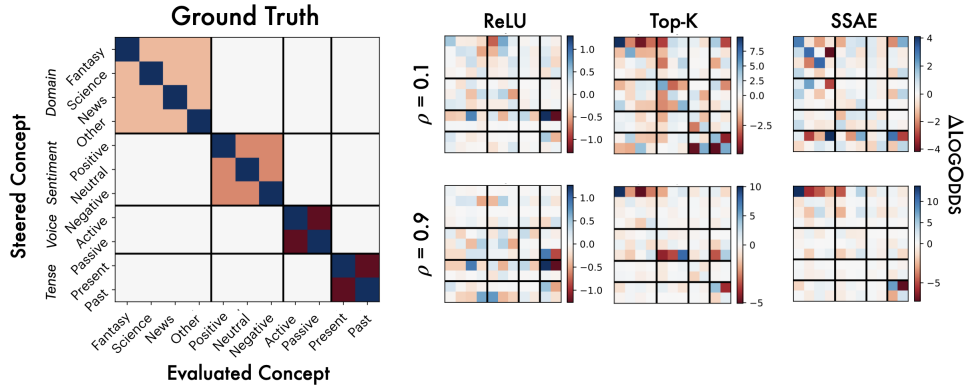 Ground Truth
ReLU
Top-K
SSAE
Steered Concept
Domain
Sentiment
Voice
Tense
Fantasy
Science
News
Other
Positive
Neutral
Negative
Active
Passive
Present
Past
Fantasy
Science
News
Other
Positive
Neutral
Negative
Active
Passive
Present
Past
Evaluated Concept
ρ = 0.1
1.0
0.5
0.0
−0.5
−1.0
7.5
5.0
2.5
0.0
−2.5
4
2
0
−2
−4
ρ = 0.9
1.0
0.5
0.0
−0.5
−1.0
10
5
0
−5
10
5
0
−5
ΔLOGODDS